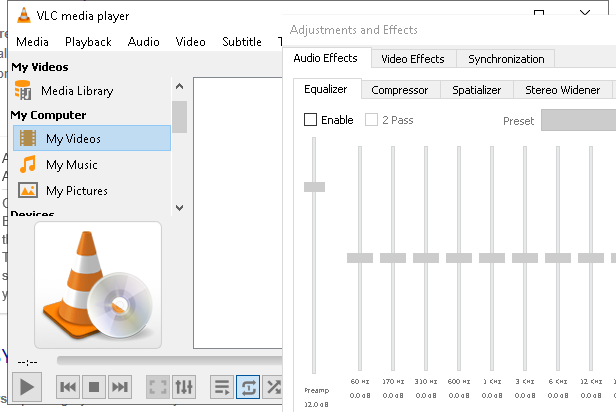 VLC media player
Media Playback Audio Video Subtitle T
My Videos
Media Library
My Computer
My Videos
My Music
My Pictures
Devices
--:--
Adjustments and Effects
Audio Effects Video Effects Synchronization
Equalizer Compressor Spatializer Stereo Widener
Enable 2 Pass Preset
60 Hz 170 Hz 310 Hz 600 Hz 1 KHz 3 KHz 6 KHz 12 KHz
Preamp 0.0 dB 0.0 dB 0.0 dB 0.0 dB 0.0 dB 0.0 dB 0.0 dB 0.0 dB
12.0 dB